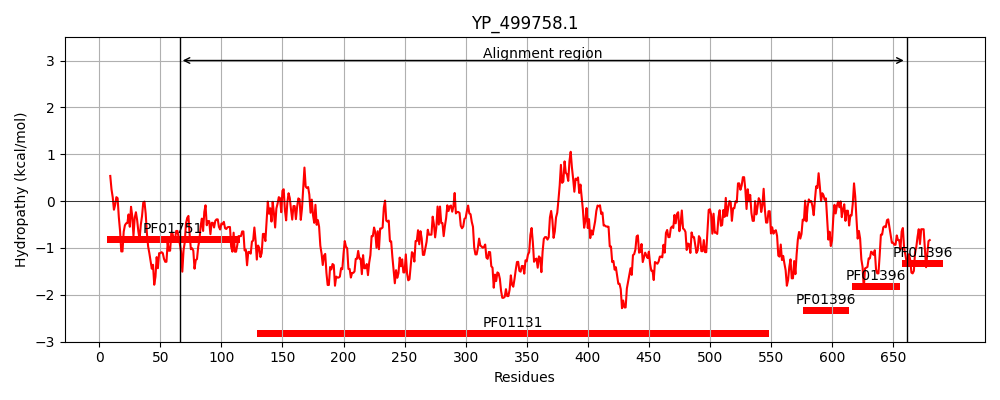 YP_499758.1
Alignment region
Hydropathy (kcal/mol)
3
2
1
0
−1
−2
−3
PF01751
PF01396
PF01396
PF01396
PF01131
0 50 100 150 200 250 300 350 400 450 500 550 600 650
Residues